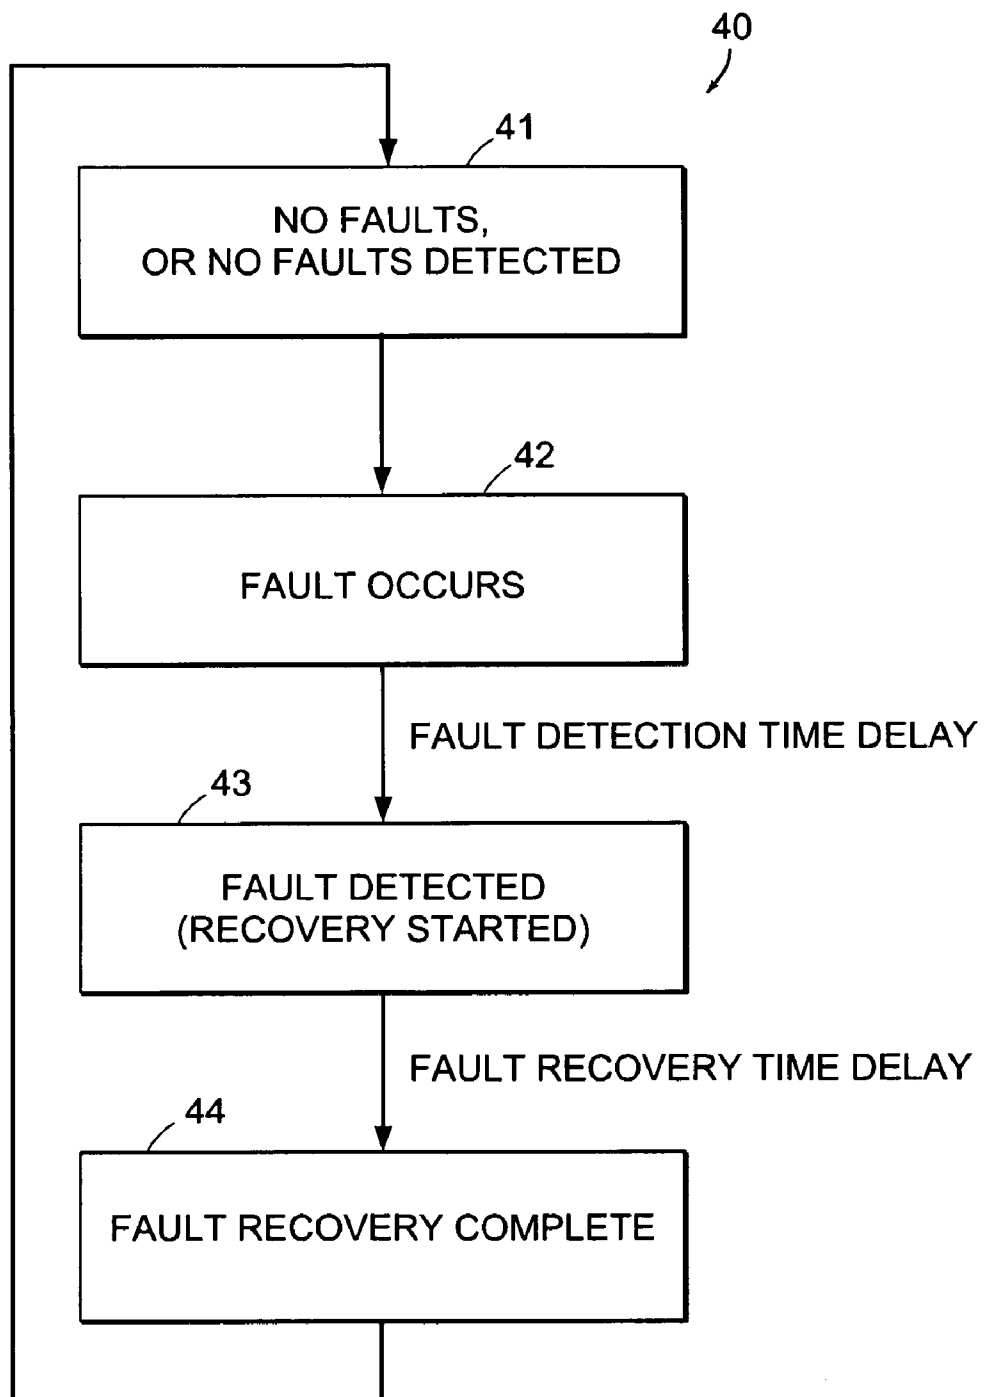 40
41
NO FAULTS,
OR NO FAULTS DETECTED
42
FAULT OCCURS
FAULT DETECTION TIME DELAY
43
FAULT DETECTED
(RECOVERY STARTED)
FAULT RECOVERY TIME DELAY
44
FAULT RECOVERY COMPLETE